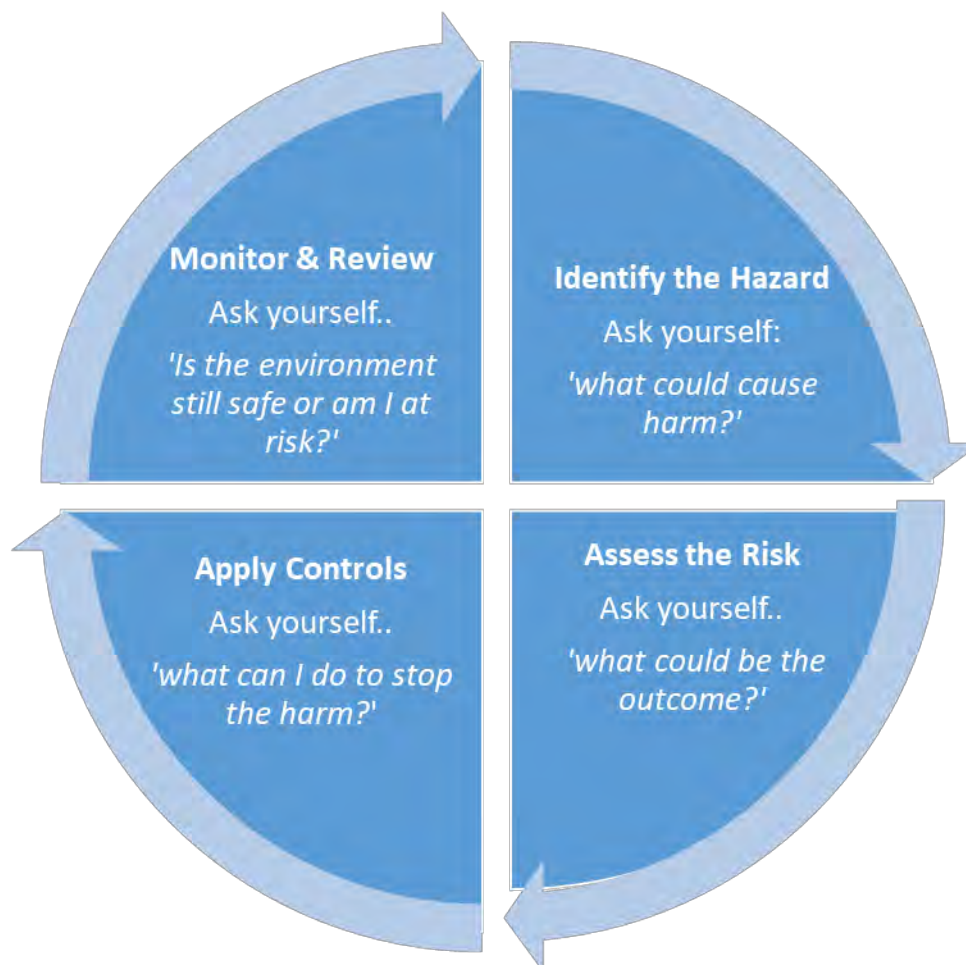 Monitor & Review
Ask yourself..
'Is the environment
still safe or am I at
risk?'
Identify the Hazard
Ask yourself:
'what could cause
harm?'
Apply Controls
Ask yourself..
'what can I do to stop
the harm?'
Assess the Risk
Ask yourself..
'what could be the
outcome?'